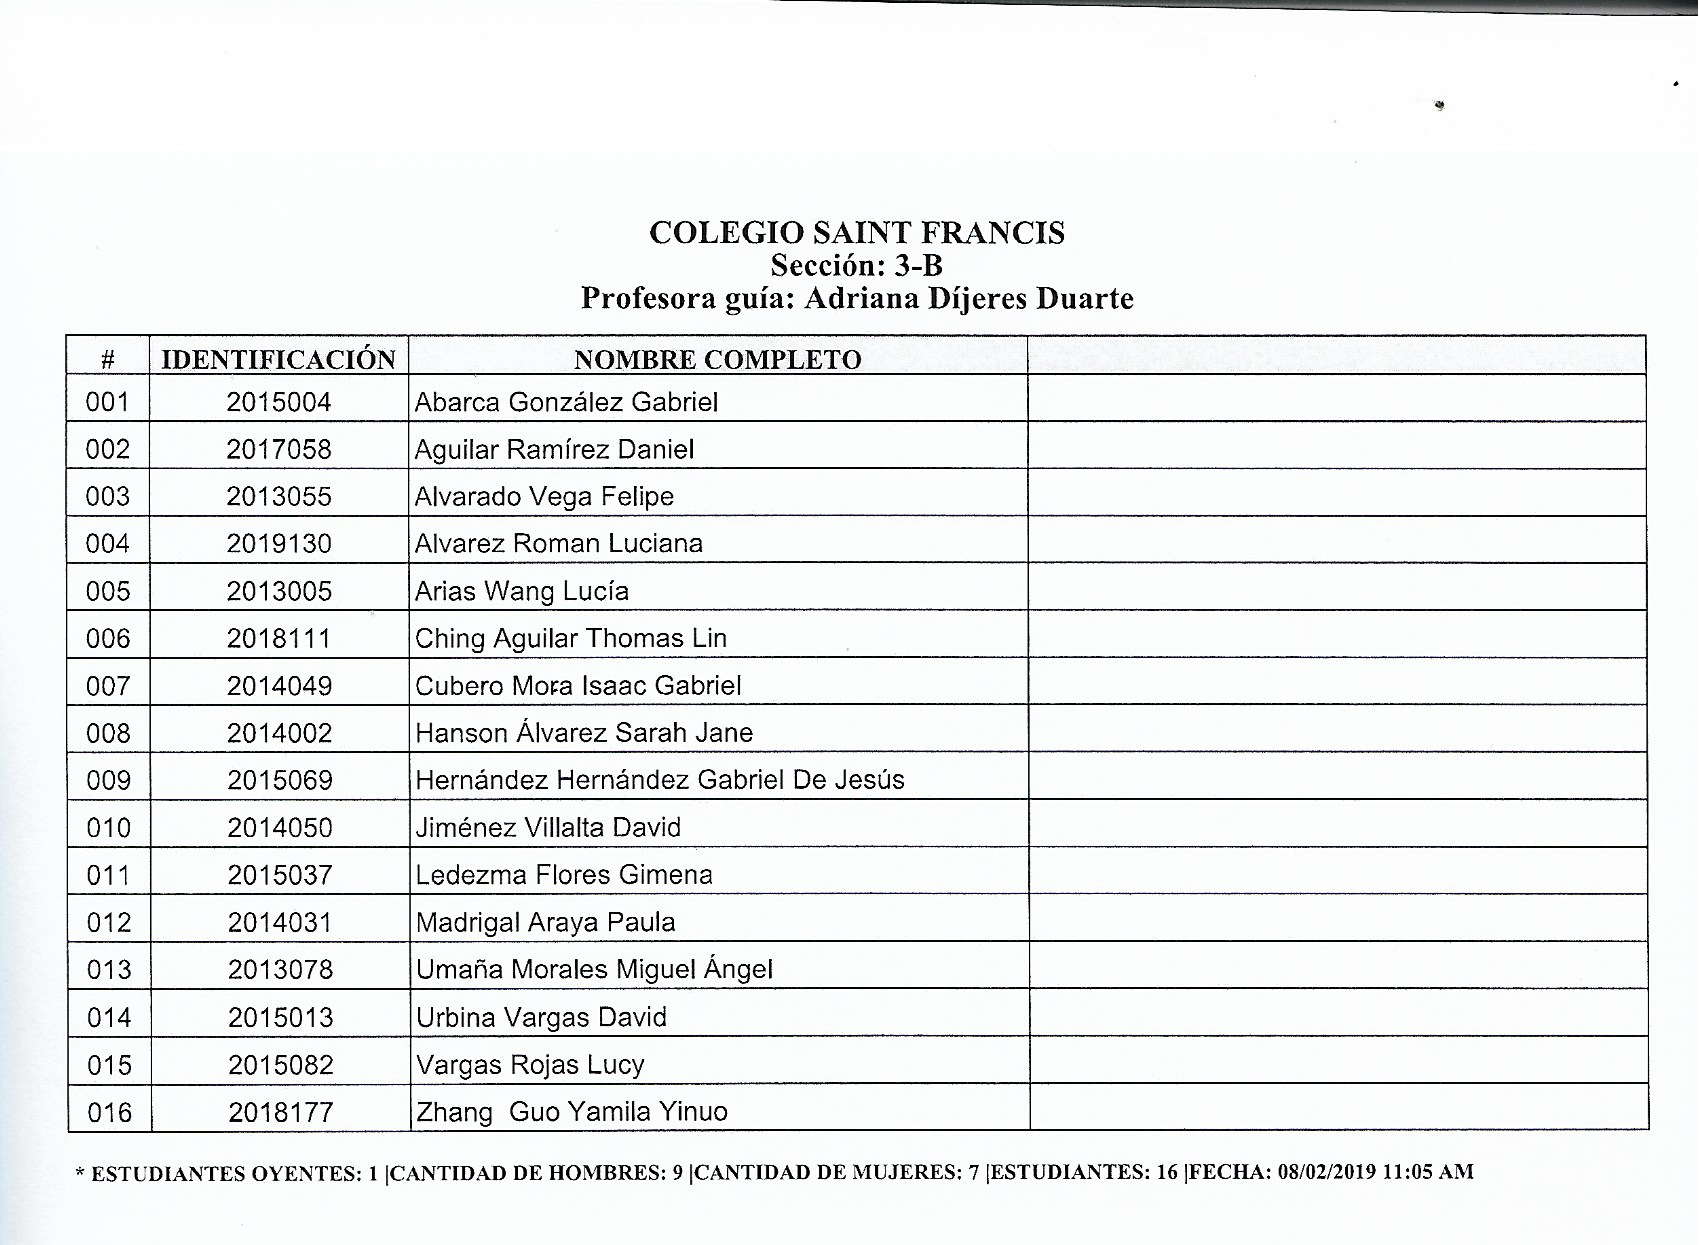 COLEGIO SAINT FRANCIS
Sección: 3-B
Profesora guía: Adriana Díjeres Duarte
# IDENTIFICACIÓN NOMBRE COMPLETO
001 2015004 Abarca González Gabriel
002 2017058 Aguilar Ramírez Daniel
003 2013055 Alvarado Vega Felipe
004 2019130 Alvarez Roman Luciana
005 2013005 Arias Wang Lucía
006 2018111 Ching Aguilar Thomas Lin
007 2014049 Cubero Mora Isaac Gabriel
008 2014002 Hanson Álvarez Sarah Jane
009 2015069 Hernández Hernández Gabriel De Jesús
010 2014050 Jiménez Villalta David
011 2015037 Ledezma Flores Gimena
012 2014031 Madrigal Araya Paula
013 2013078 Umaña Morales Miguel Ángel
014 2015013 Urbina Vargas David
015 2015082 Vargas Rojas Lucy
016 2018177 Zhang Guo Yamila Yinuo
* ESTUDIANTES OYENTES: 1 |CANTIDAD DE HOMBRES: 9 |CANTIDAD DE MUJERES: 7 |ESTUDIANTES: 16 |FECHA: 08/02/2019 11:05 AM